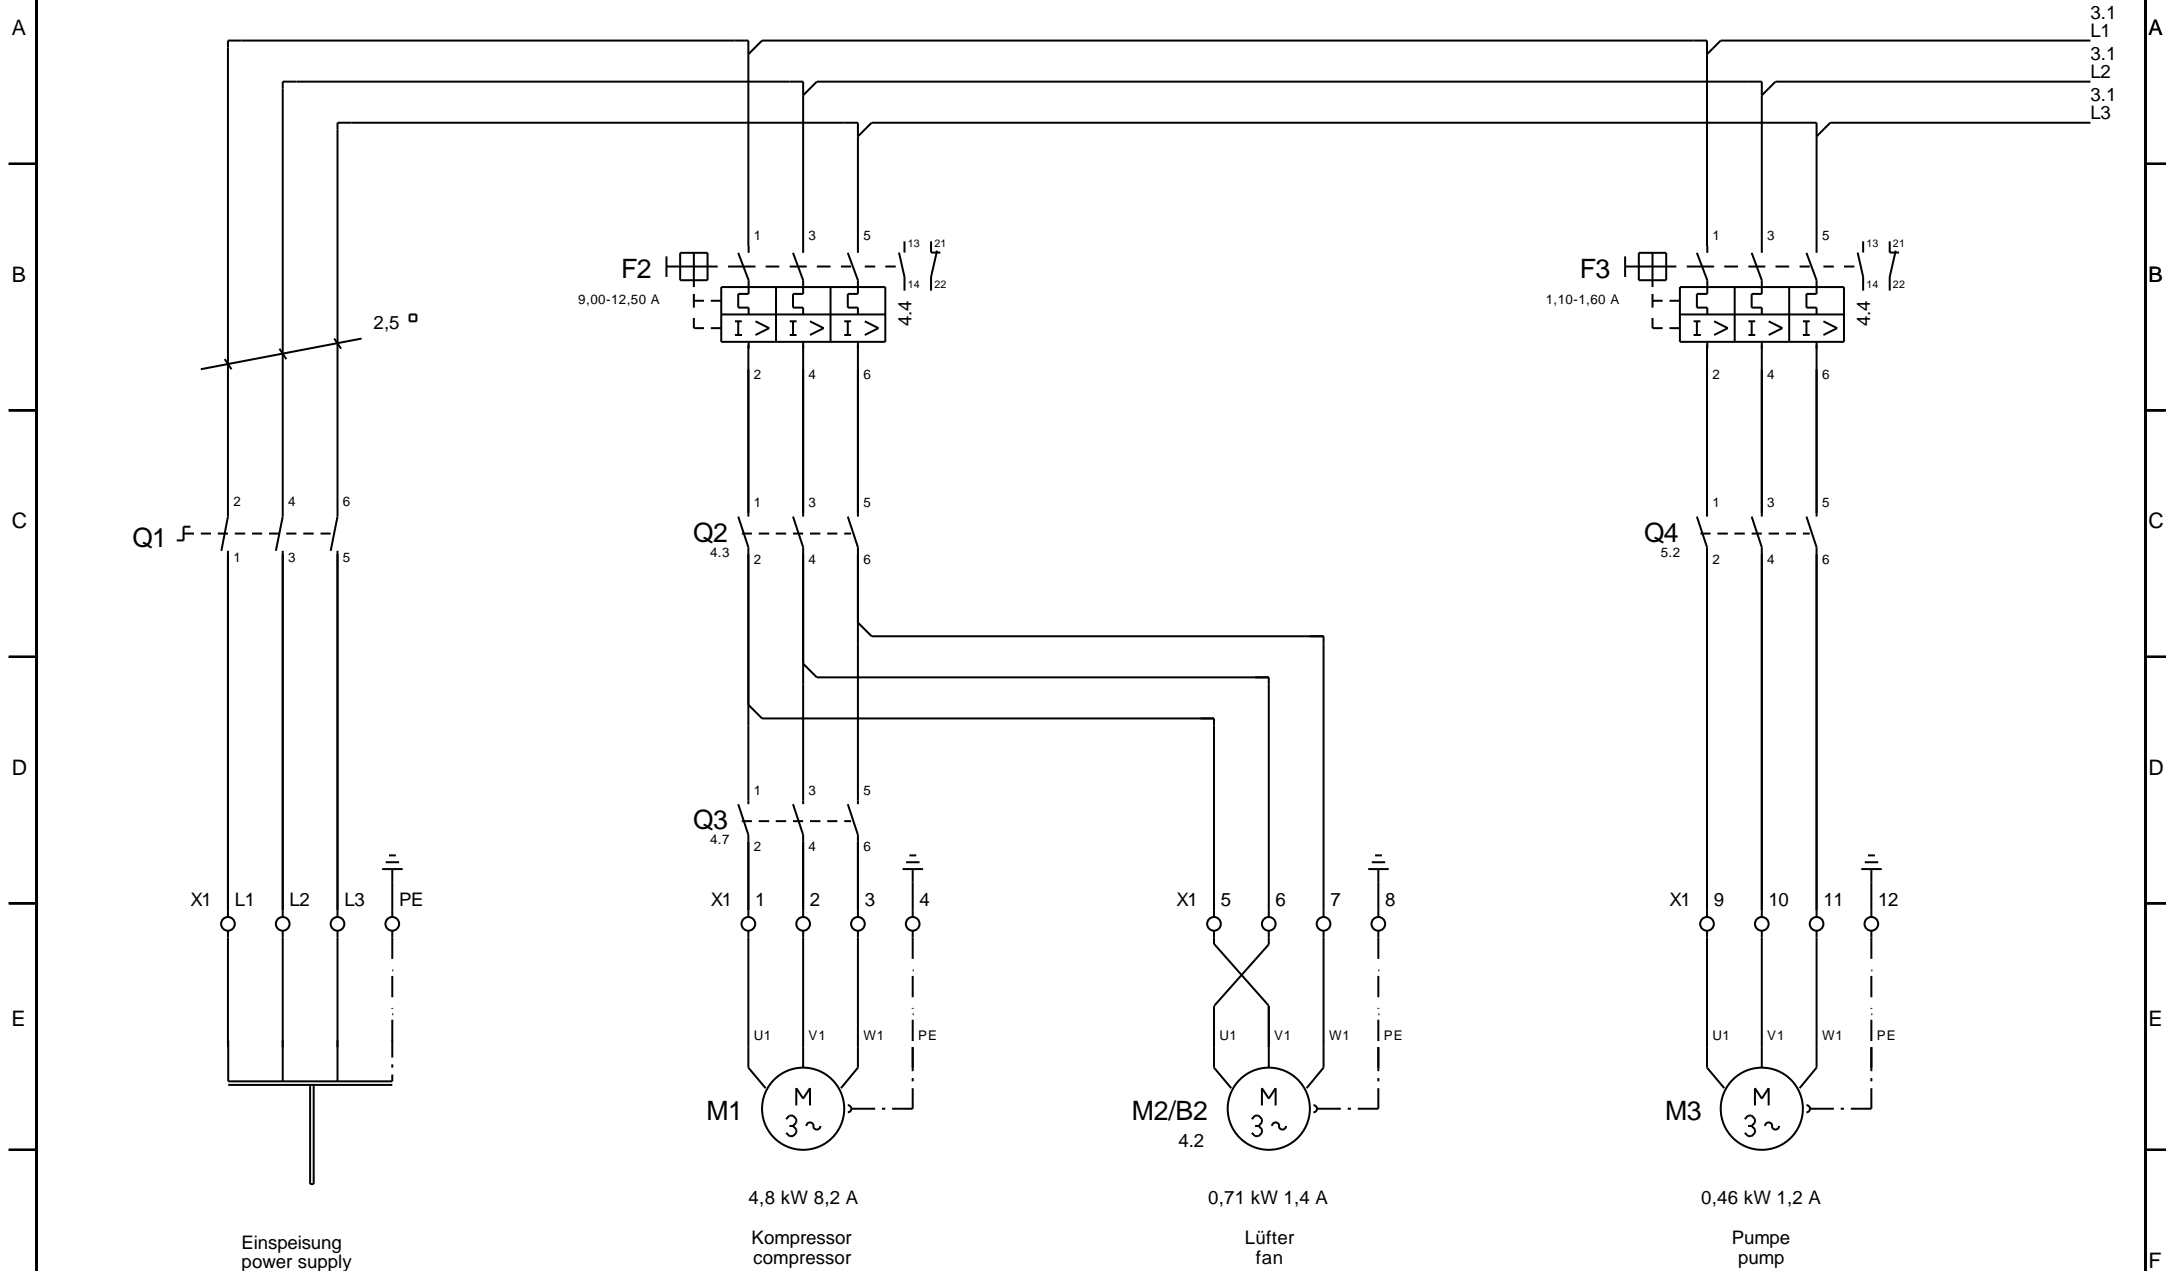 3.1
A A
L1
3.1
L2
3.1
L3
1 3 5 1 3 5
13 21 13 21
B F2 F3 B
14 22 14 22
9,00-12,50 A 1,10-1,60 A
4.4 4.4
I > I > I > I > I > I >
2,5
2 4 6 2 4 6
2 4 6 1 3 5 1 3 5
C Q1 Q2 Q4 C
4.3 5.2
1 3 5 2 4 6 2 4 6
D D
1 3 5
Q3
4.7
2 4 6
X1 L1 L2 L3 PE X1 1 2 3 4 X1 5 6 7 8 X1 9 10 11 12
E E
U1 V1 W1 PE U1 V1 W1 PE U1 V1 W1 PE
M M M
M1 M2/B2 M3
3 ~ 3 ~ 3 ~
4.2
4,8 kW 8,2 A 0,71 kW 1,4 A 0,46 kW 1,2 A
Einspeisung Kompressor Lüfter Pumpe
power supply compressor fan pump
F